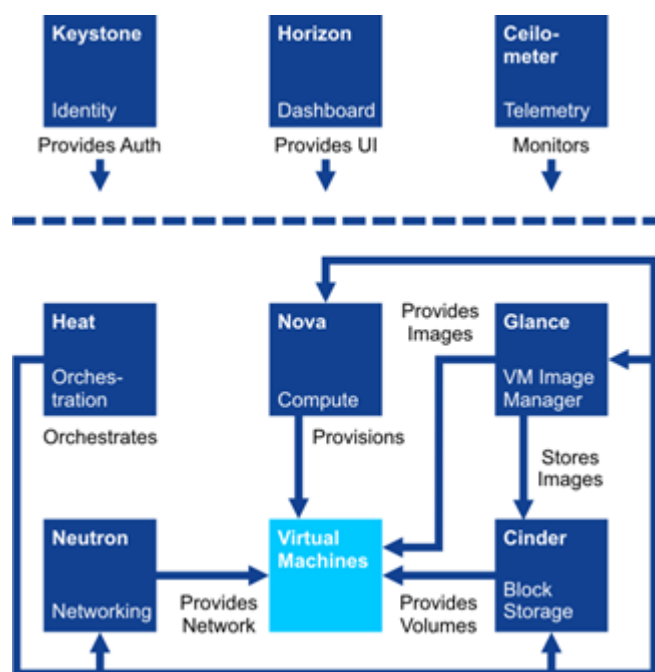 Keystone
Identity
Provides Auth
Horizon
Dashboard
Provides UI
Ceilo-
meter
Telemetry
Monitors
Heat
Orches-
tration
Orchestrates
Nova
Compute
Provisions
Provides
Images
Glance
VM Image
Manager
Stores
Images
Neutron
Networking
Provides
Network
Virtual
Machines
Provides
Volumes
Cinder
Block
Storage